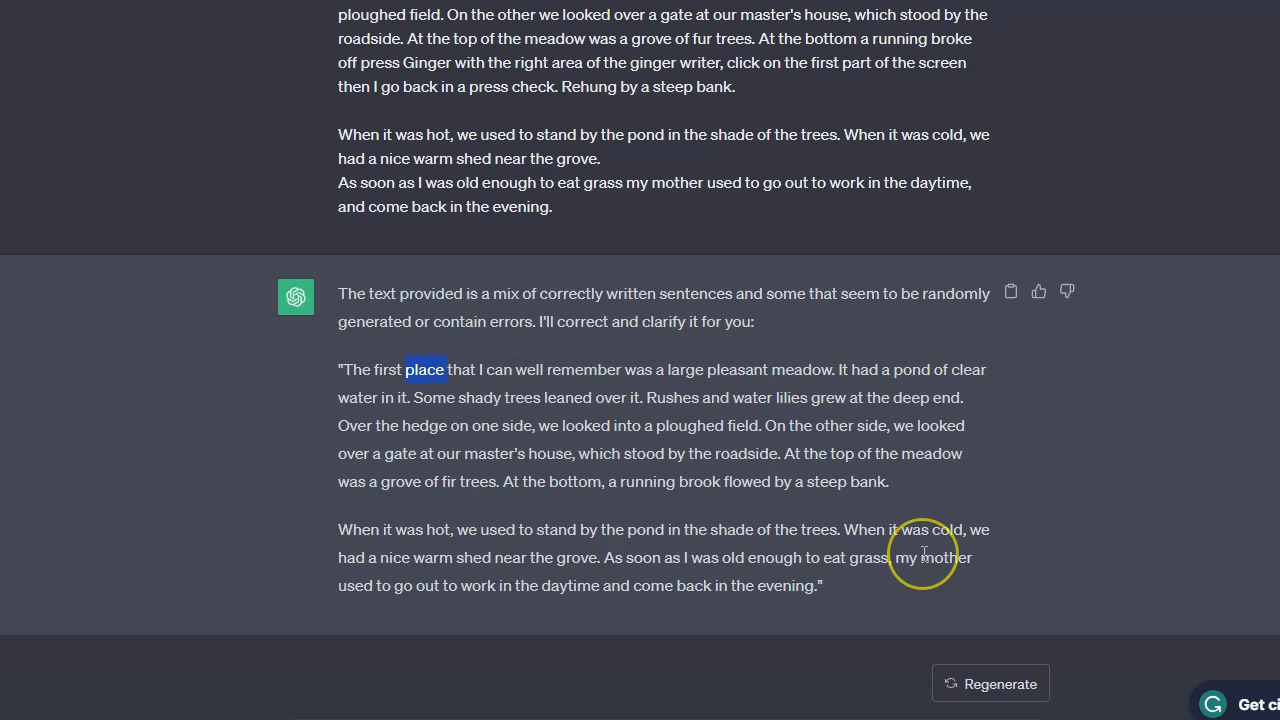 ploughed field. On the other we looked over a gate at our master's house, which stood by the
roadside. At the top of the meadow was a grove of fur trees. At the bottom a running broke
off press Ginger with the right area of the ginger writer, click on the first part of the screen
then I go back in a press check. Rehung by a steep bank.
When it was hot, we used to stand by the pond in the shade of the trees. When it was cold, we
had a nice warm shed near the grove.
As soon as I was old enough to eat grass my mother used to go out to work in the daytime,
and come back in the evening.
The text provided is a mix of correctly written sentences and some that seem to be randomly
generated or contain errors. I'll correct and clarify it for you:
"The first place that I can well remember was a large pleasant meadow. It had a pond of clear
water in it. Some shady trees leaned over it. Rushes and water lilies grew at the deep end.
Over the hedge on one side, we looked into a ploughed field. On the other side, we looked
over a gate at our master's house, which stood by the roadside. At the top of the meadow
was a grove of fir trees. At the bottom, a running brook flowed by a steep bank.
When it was hot, we used to stand by the pond in the shade of the trees. When it was cold, we
had a nice warm shed near the grove. As soon as I was old enough to eat grass, my mother
used to go out to work in the daytime and come back in the evening."
Regenerate
Get